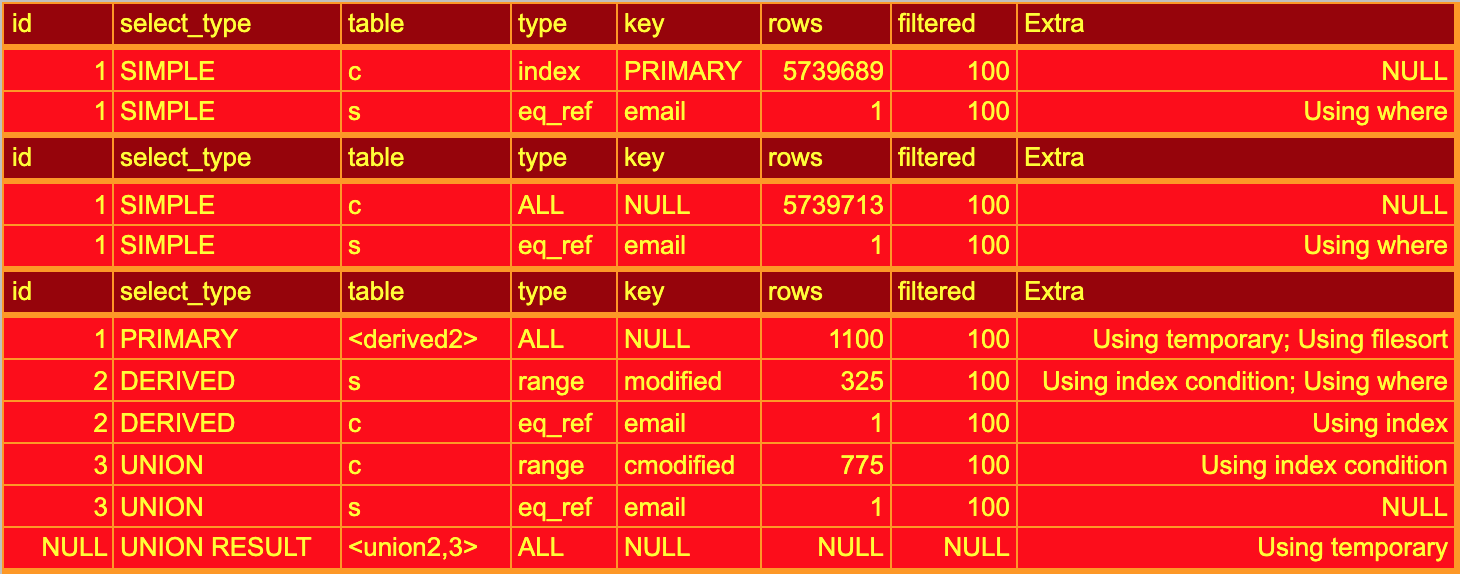 id select_type table type key rows filtered Extra
1 SIMPLE c index PRIMARY 5739689 100 NULL
1 SIMPLE s eq_ref email 1 100 Using where
id select_type table type key rows filtered Extra
1 SIMPLE c ALL NULL 5739713 100 NULL
1 SIMPLE s eq_ref email 1 100 Using where
id select_type table type key rows filtered Extra
1 PRIMARY <derived2> ALL NULL 1100 100 Using temporary; Using filesort
2 DERIVED s range modified 325 100 Using index condition; Using where
2 DERIVED c eq_ref email 1 100 Using index
3 UNION c range cmodified 775 100 Using index condition
3 UNION s eq_ref email 1 100 NULL
NULL UNION RESULT <union2,3> ALL NULL NULL NULL Using temporary